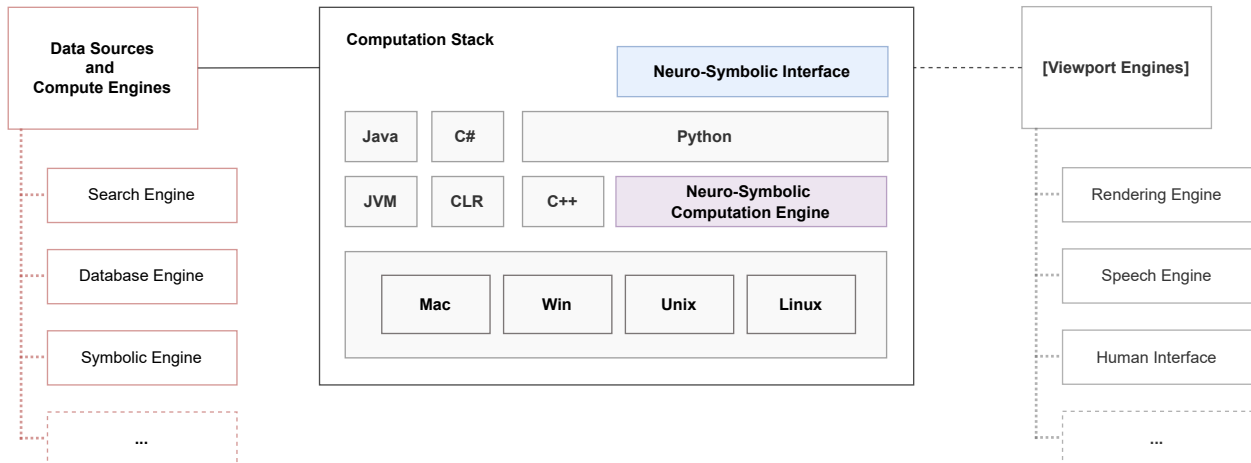 Data Sources
and
Compute Engines
Search Engine
Database Engine
Symbolic Engine
...
Computation Stack
Neuro-Symbolic Interface
Java
C#
Python
JVM
CLR
C++
Neuro-Symbolic
Computation Engine
Mac
Win
Unix
Linux
[Viewport Engines]
Rendering Engine
Speech Engine
Human Interface
...